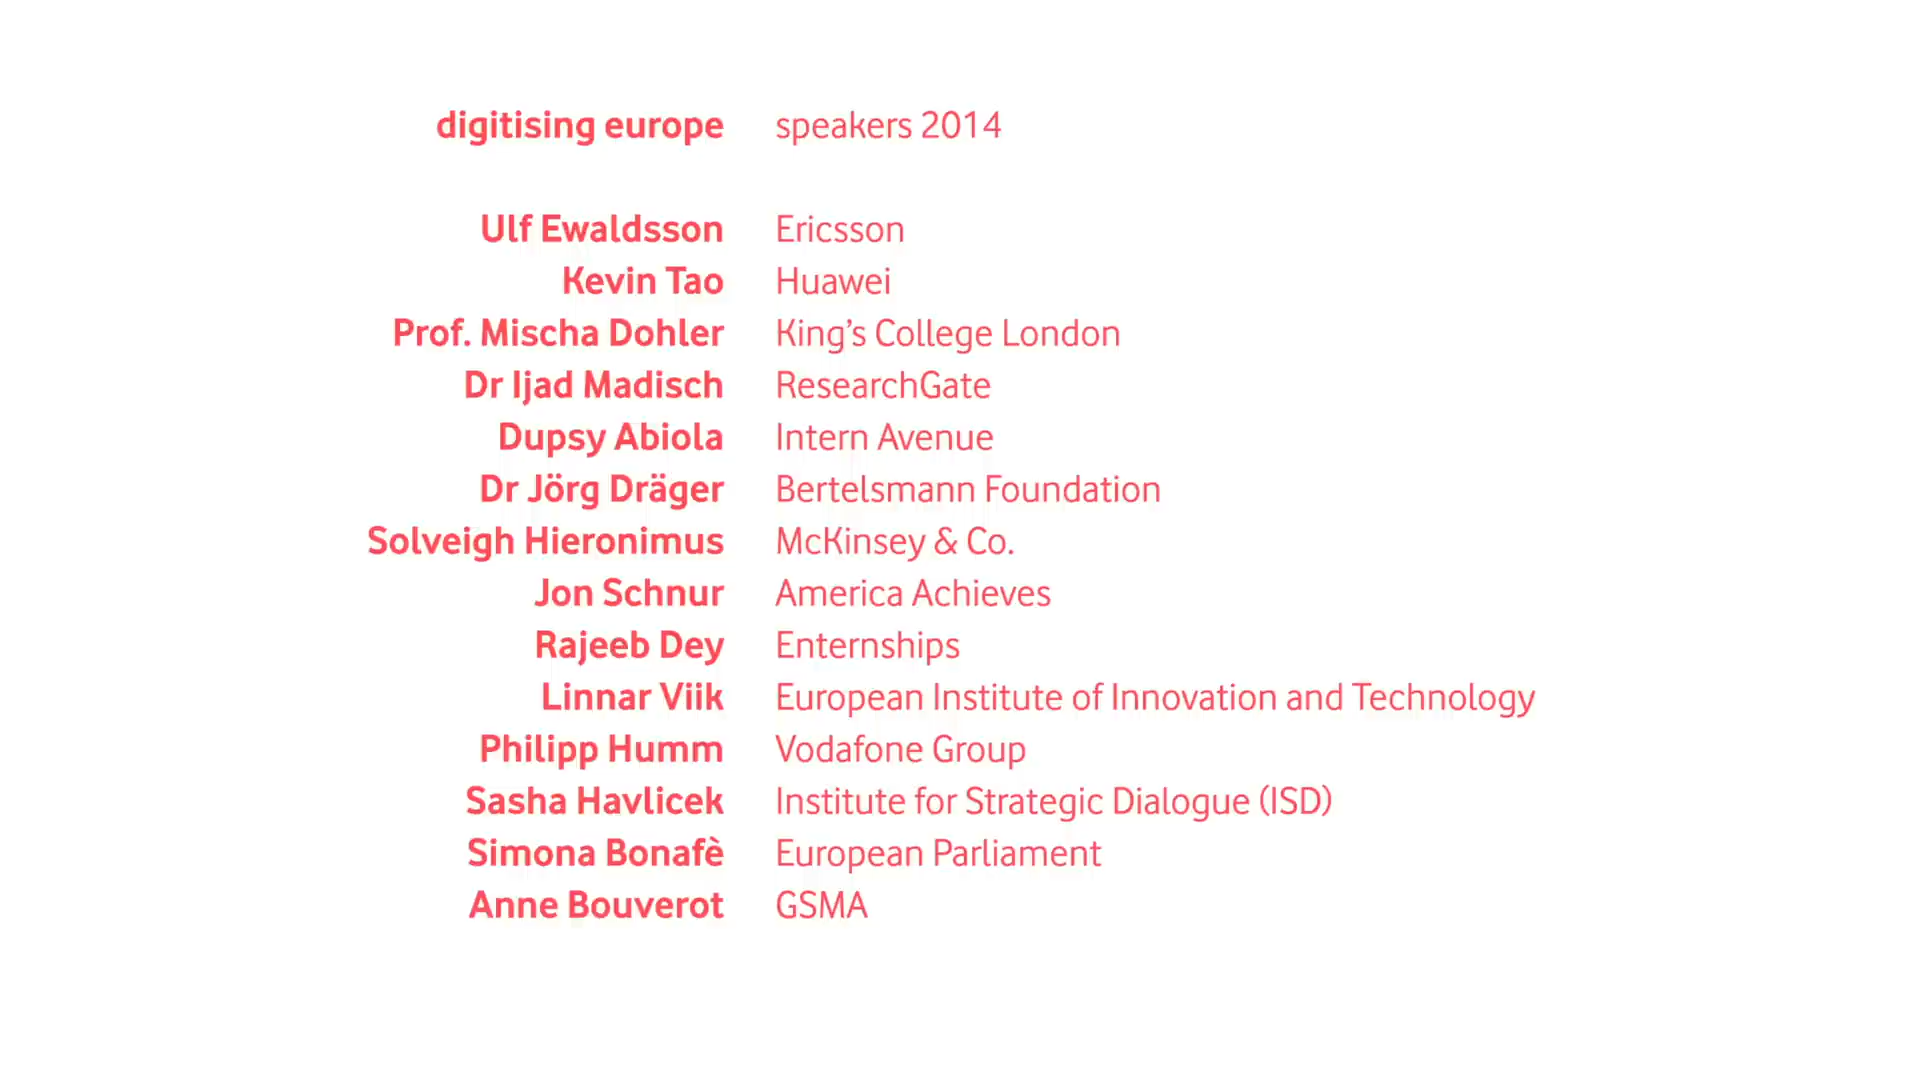 digitising europe speakers 2014
Ulf Ewaldsson Ericsson
Kevin Tao Huawei
Prof. Mischa Dohler King's College London
Dr Ijad Madisch ResearchGate
Dupsy Abiola Intern Avenue
Dr Jörg Dräger Bertelsmann Foundation
Solveigh Hieronimus McKinsey & Co.
Jon Schnur America Achieves
Rajeeb Dey Enternships
Linnar Viik European Institute of Innovation and Technology
Philipp Humm Vodafone Group
Sasha Havlicek Institute for Strategic Dialogue (ISD)
Simona Bonafè European Parliament
Anne Bouverot GSMA